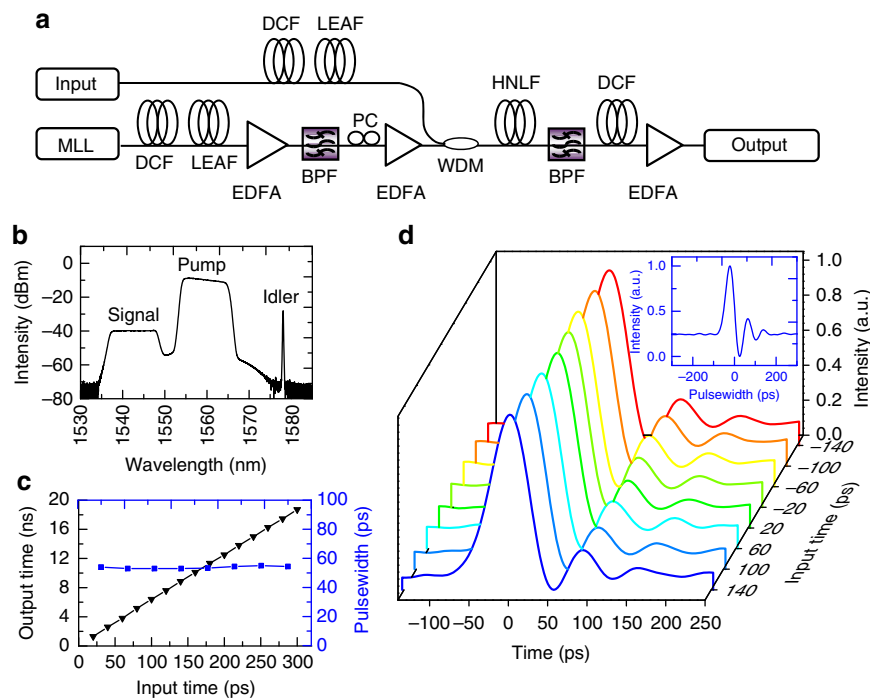 a
DCF LEAF
Input
HNLF DCF
MLL
PC
Output
DCF LEAF
WDM
BPF
BPF
EDFA
EDFA
EDFA
b
0
−20
−40
−60
−80
Intensity (dBm)
Signal
Pump
Idler
1530 1540 1550 1560 1570 1580
Wavelength (nm)
c
20
16
12
8
4
0
Output time (ns)
100
80
60
40
20
0
Pulsewidth (ps)
0 50 100 150 200 250 300
Input time (ps)
d
1.0
0.5
0.0
Intensity (a.u.)
−200 0 200
Pulsewidth (ps)
1.0
0.8
0.6
0.4
0.2
0.0
Intensity (a.u.)
−140
−100
−60
−20
20
60
100
140
Input time (ps)
−100 −50 0 50 100 150 200 250
Time (ps)